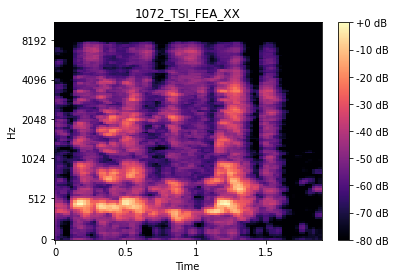 1072_TSI_FEA_XX
8192
4096
2048
1024
512
0
Hz
0
0.5
1
1.5
Time
+0 dB
-10 dB
-20 dB
-30 dB
-40 dB
-50 dB
-60 dB
-70 dB
-80 dB